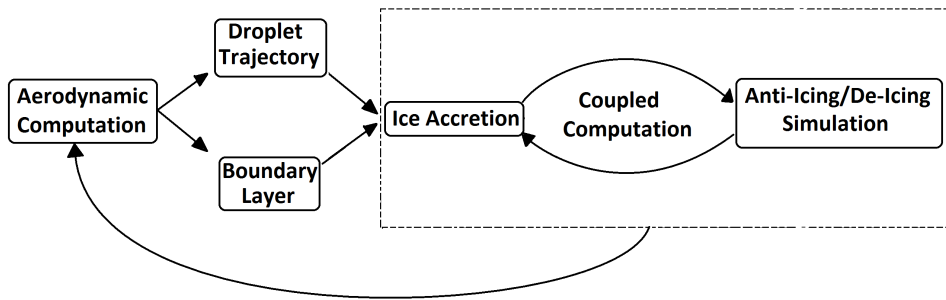 Droplet
Trajectory
Aerodynamic
Computation
Boundary
Layer
Ice Accretion
Coupled
Computation
Anti-Icing/De-Icing
Simulation